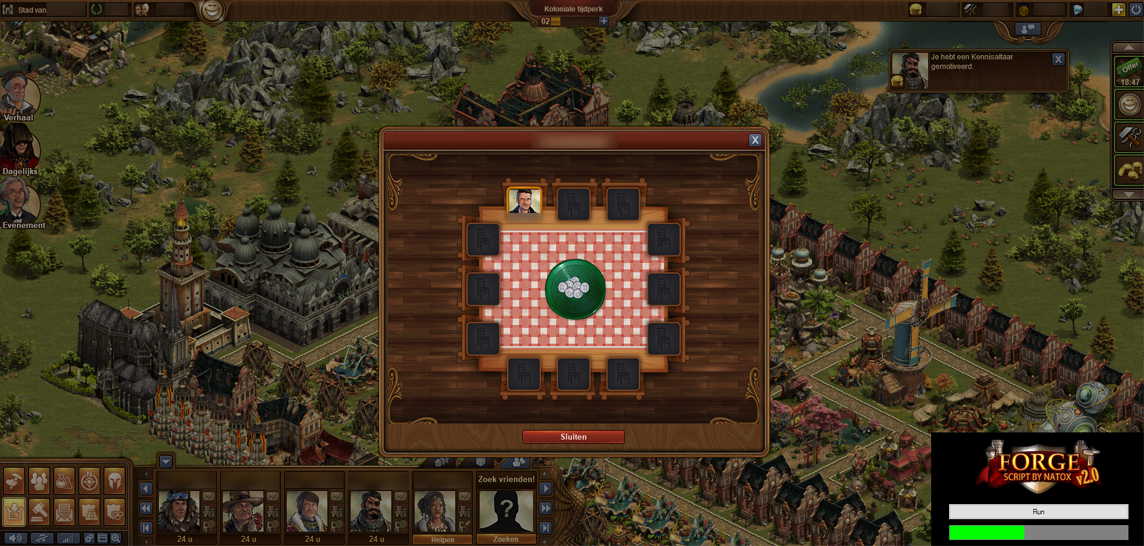 Stad van
Koloniale tijdperk
02
Je hebt een Kennisaltaar
gemotiveerd.
X
Offer
18:47
Verhaal
Dagelijks
Evenement
X
Sluiten
Zoek vrienden!
?
24 u
24 u
24 u
24 u
Helpen
Zoeken
FORGE
SCRIPT BY NATOX
v2.0
Run